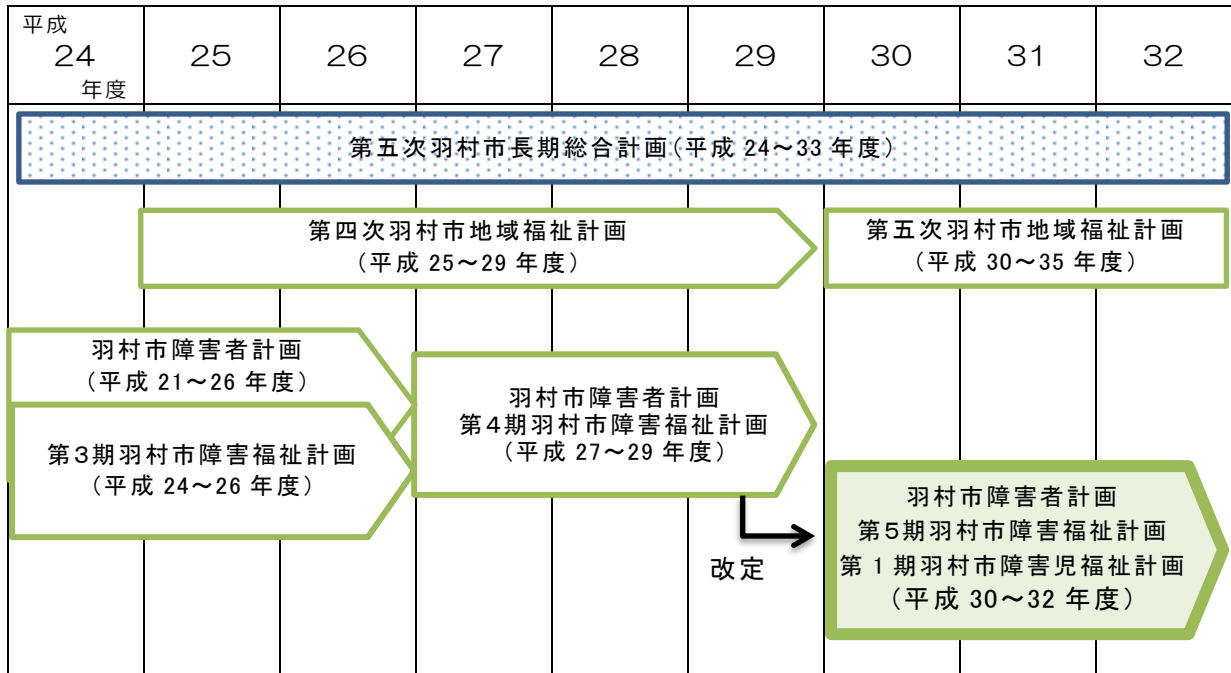 平成
24 25 26 27 28 29 30 31 32
年度
第五次羽村市長期総合計画(平成 24～33 年度)
第四次羽村市地域福祉計画
(平成 25～29 年度)
第五次羽村市地域福祉計画
(平成 30～35 年度)
羽村市障害者計画
(平成 21～26 年度)
第3期羽村市障害福祉計画
(平成 24～26 年度)
羽村市障害者計画
第4期羽村市障害福祉計画
(平成 27～29 年度)
改定
羽村市障害者計画
第5期羽村市障害福祉計画
第 1 期羽村市障害児福祉計画
(平成 30～32 年度)